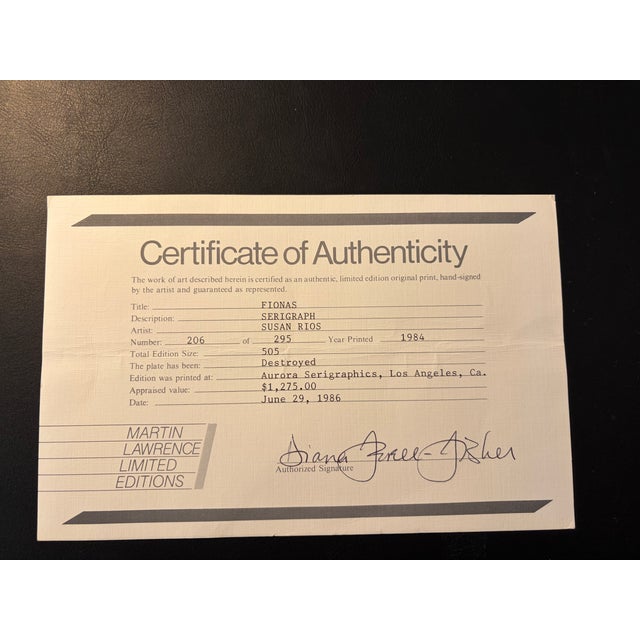 Certificate of Authenticity
The work of art described herein is certified as an authentic, limited edition original print, hand-signed
by the artist and guaranteed as represented.
Title: FIONAS
Description: SERIGRAPH
Artist: SUSAN RIOS
Number: 206 of 295 Year Printed 1984
Total Edition Size: 505
The plate has been: Destroyed
Edition was printed at: Aurora Serigraphics, Los Angeles, Ca.
Appraised value: $1,275.00
Date: June 29, 1986
MARTIN
LAWRENCE
LIMITED
EDITIONS
Diana
Authorized Signature